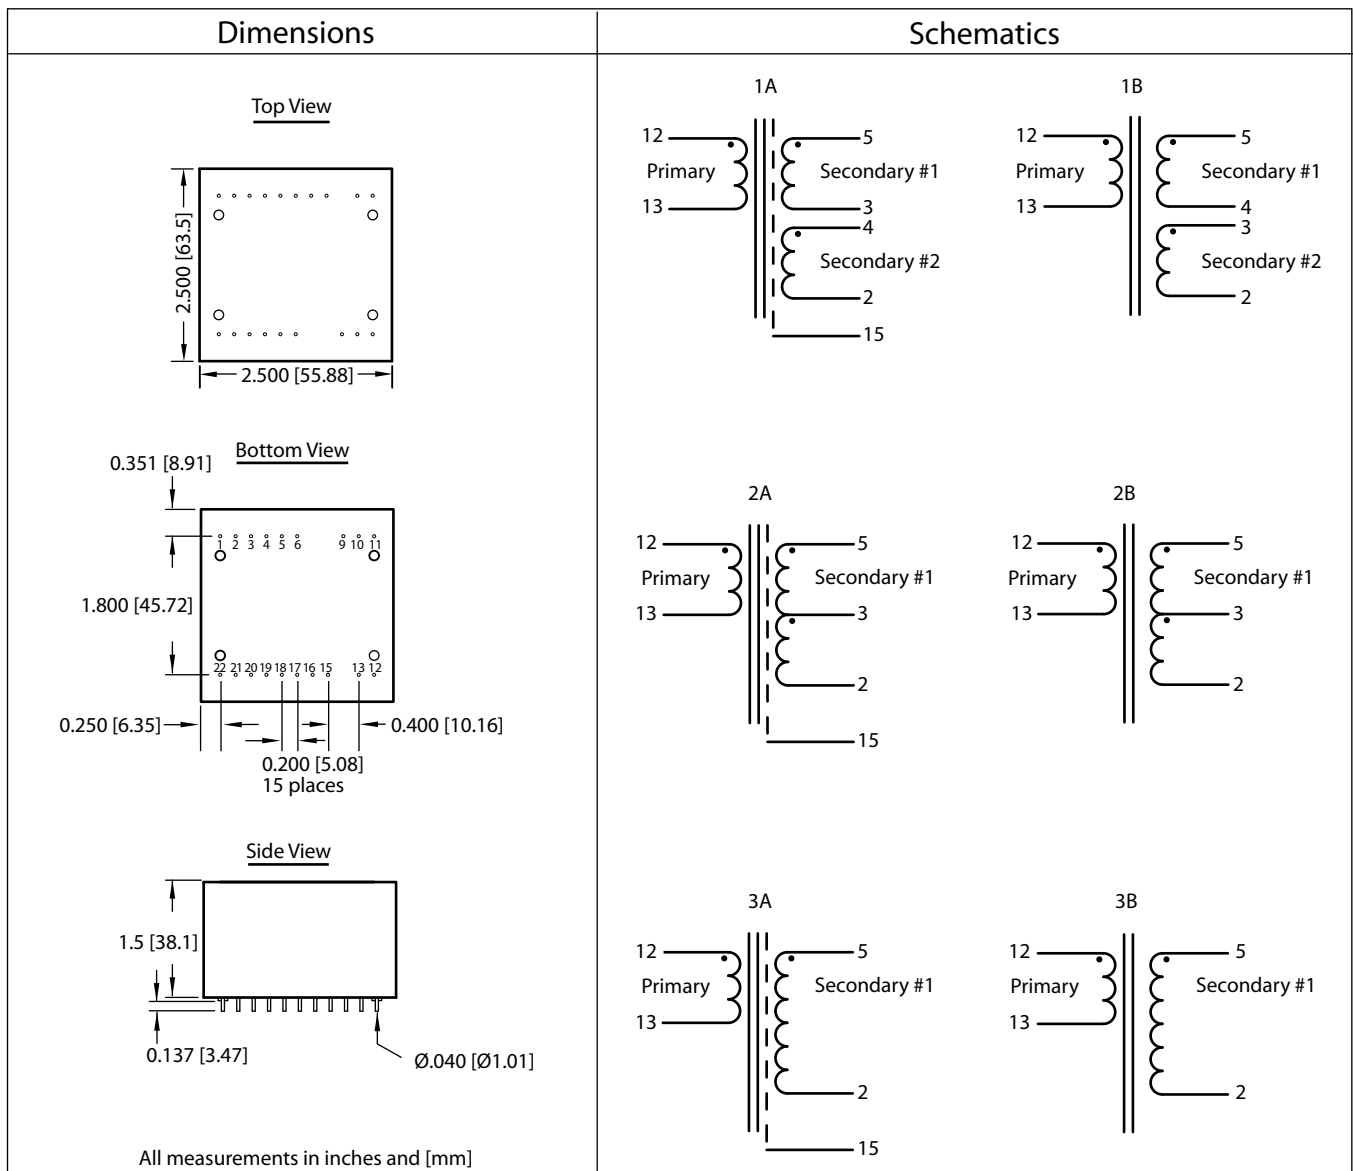 Dimensions
Schematics
Top View
2.500 [63.5]
2.500 [55.88]
Bottom View
0.351 [8.91]
1 2 3 4 5 6 9 10 11
1.800 [45.72]
22 21 20 19 18 17 16 15 13 12
0.250 [6.35]
0.400 [10.16]
0.200 [5.08]
15 places
Side View
1.5 [38.1]
0.137 [3.47]
Ø.040 [Ø1.01]
All measurements in inches and [mm]
1A
12
Primary
13
5
Secondary #1
3
4
Secondary #2
2
15
1B
12
Primary
13
5
Secondary #1
4
3
Secondary #2
2
2A
12
Primary
13
5
Secondary #1
3
2
15
2B
12
Primary
13
5
Secondary #1
3
2
3A
12
Primary
13
5
Secondary #1
2
15
3B
12
Primary
13
5
Secondary #1
2